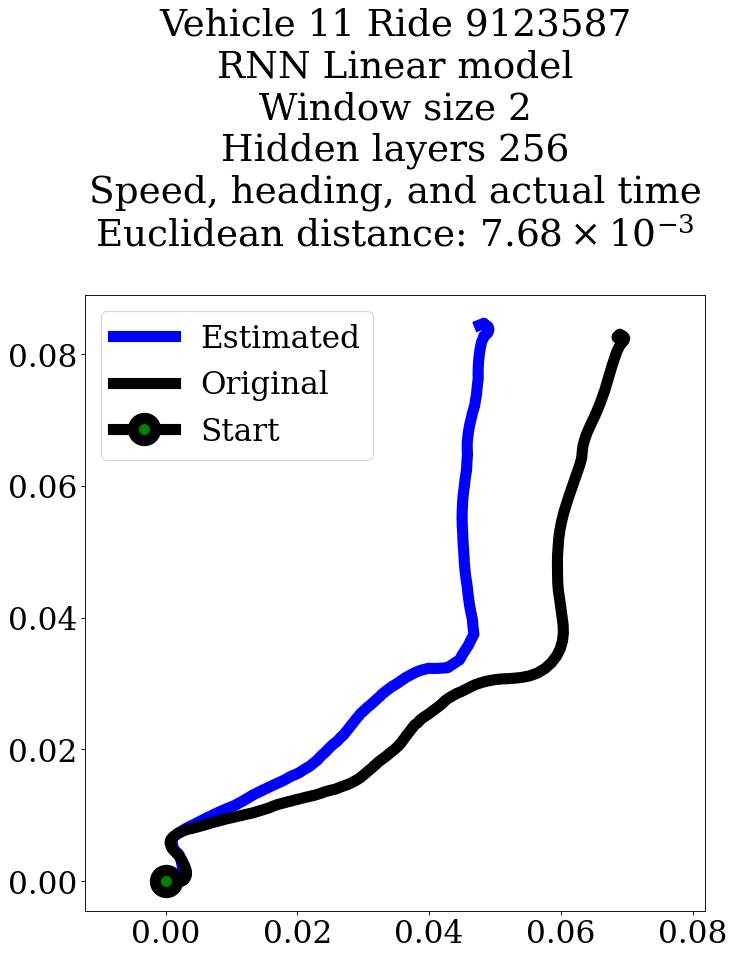 Vehicle 11 Ride 9123587
RNN Linear model
Window size 2
Hidden layers 256
Speed, heading, and actual time
Euclidean distance: 7.68 × 10⁻³
Estimated
Original
Start
0.08
0.06
0.04
0.02
0.00
0.00 0.02 0.04 0.06 0.08